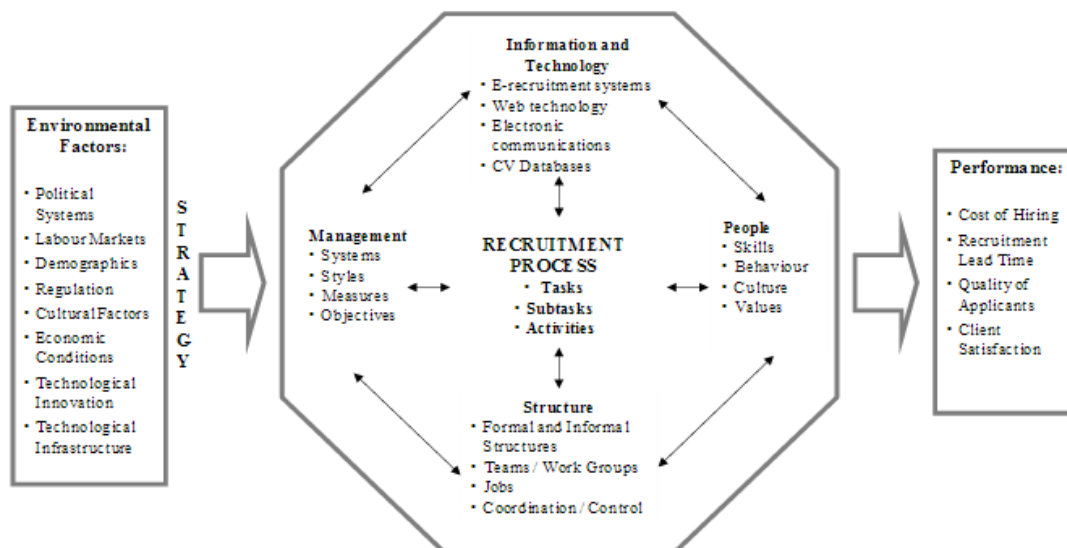 Environmental
Factors:
• Political
Systems
• Labour Markets
• Demographics
• Regulation
• Cultural Factors
• Economic
Conditions
• Technological
Innovation
• Technological
Infrastructure
STRATEGY
Information and
Technology
• E-recruitment systems
• Web technology
• Electronic
communications
• CV Databases
Management
• Systems
• Styles
• Measures
• Objectives
RECRUITMENT
PROCESS
• Tasks
• Subtasks
• Activities
People
• Skills
• Behaviour
• Culture
• Values
Structure
• Formal and Informal
Structures
• Teams / Work Groups
• Jobs
• Coordination / Control
Performance:
• Cost of Hiring
• Recruitment
Lead Time
• Quality of
Applicants
• Client
Satisfaction